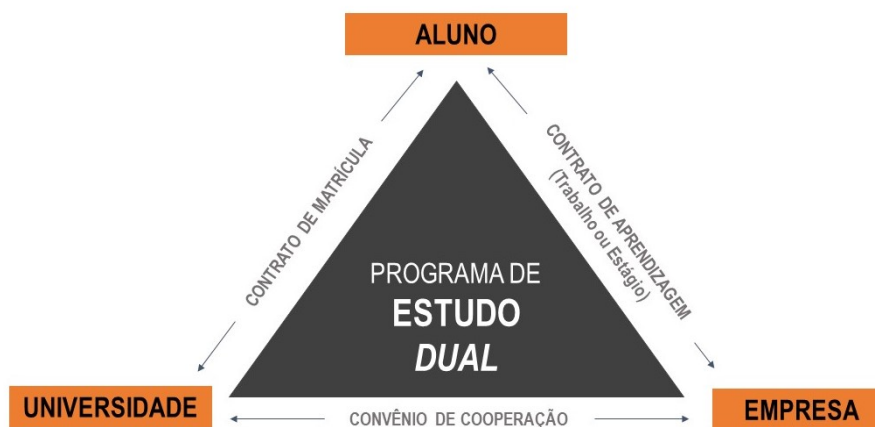 ALUNO
CONTRATO DE MATRÍCULA
CONTRATO DE APRENDIZAGEM
(Trabalho ou Estágio)
PROGRAMA DE
ESTUDO
DUAL
UNIVERSIDADE
CONVÊNIO DE COOPERAÇÃO
EMPRESA